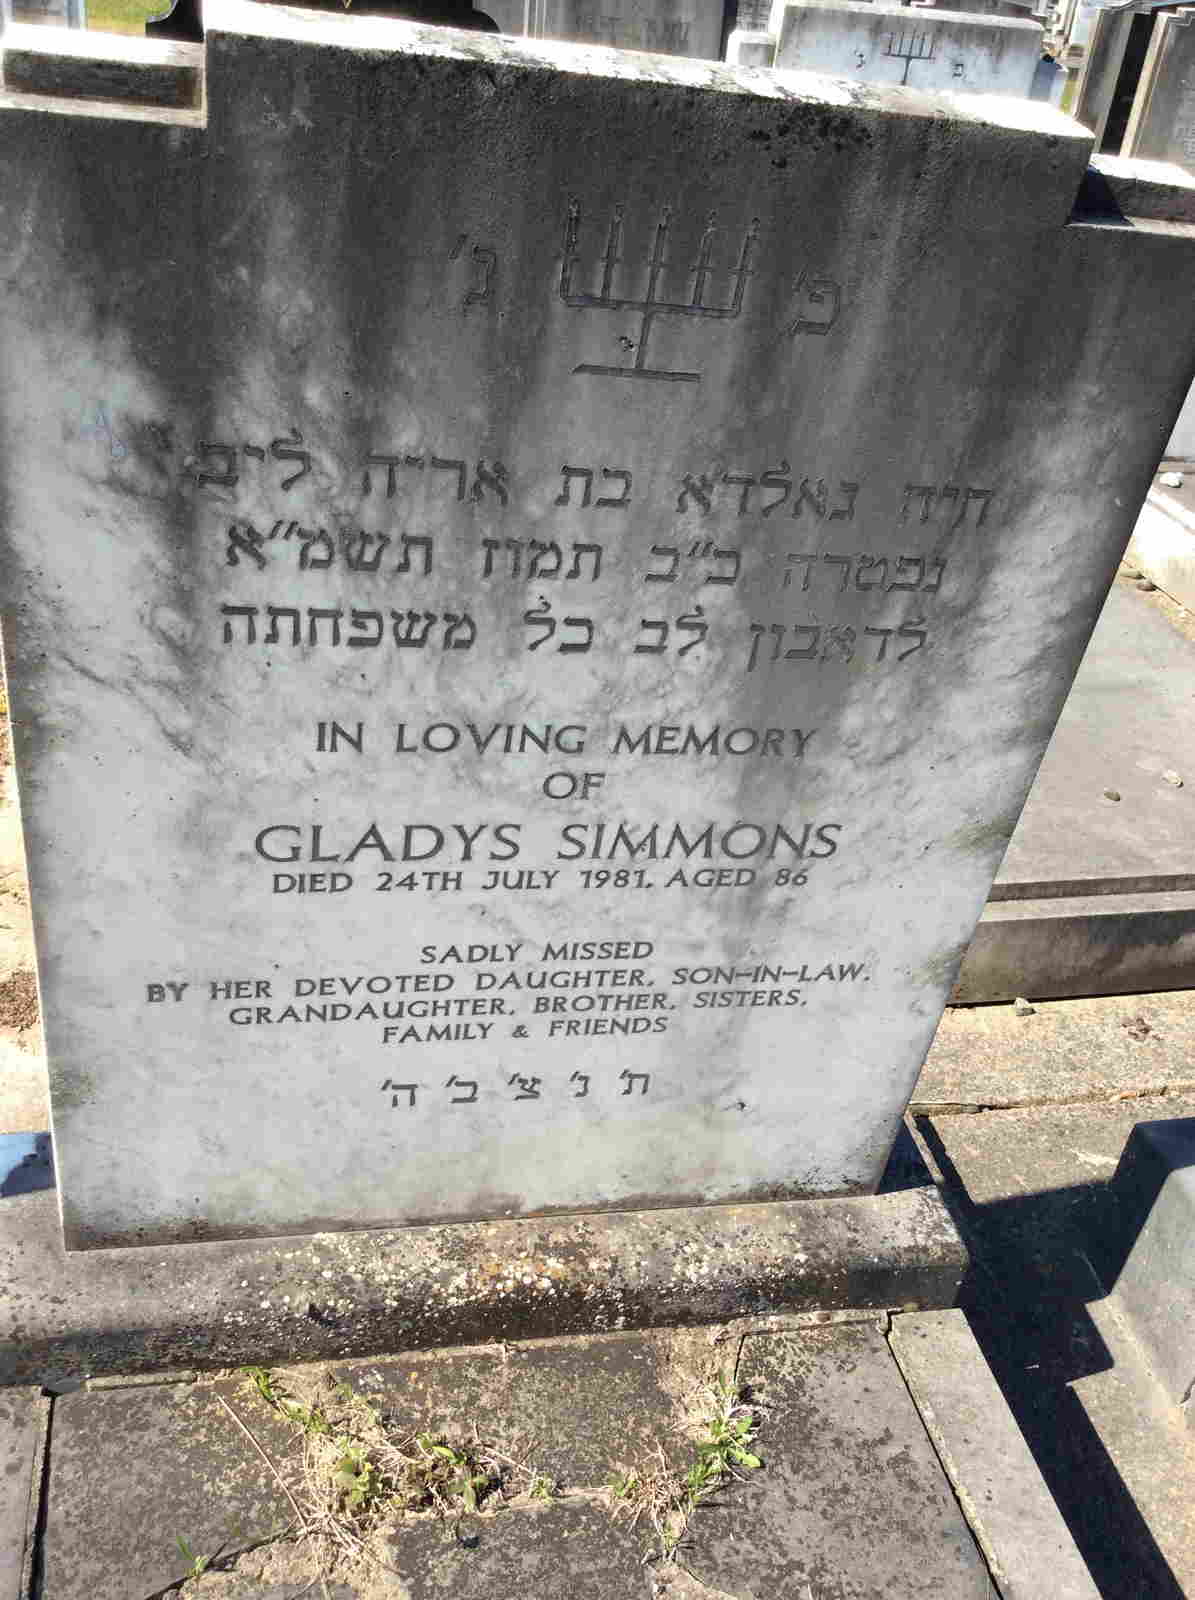 פ' נ'
חיה גאלדא בת אריה ליב
נפטרה כ"ב תמוז תשמ"א
לדאבון לב כל משפחתה
IN LOVING MEMORY
OF
GLADYS SIMMONS
DIED 24TH JULY 1981. AGED 86
SADLY MISSED
BY HER DEVOTED DAUGHTER, SON-IN-LAW.
GRANDAUGHTER, BROTHER, SISTERS,
FAMILY & FRIENDS
ת' נ' צ' ב' ה'